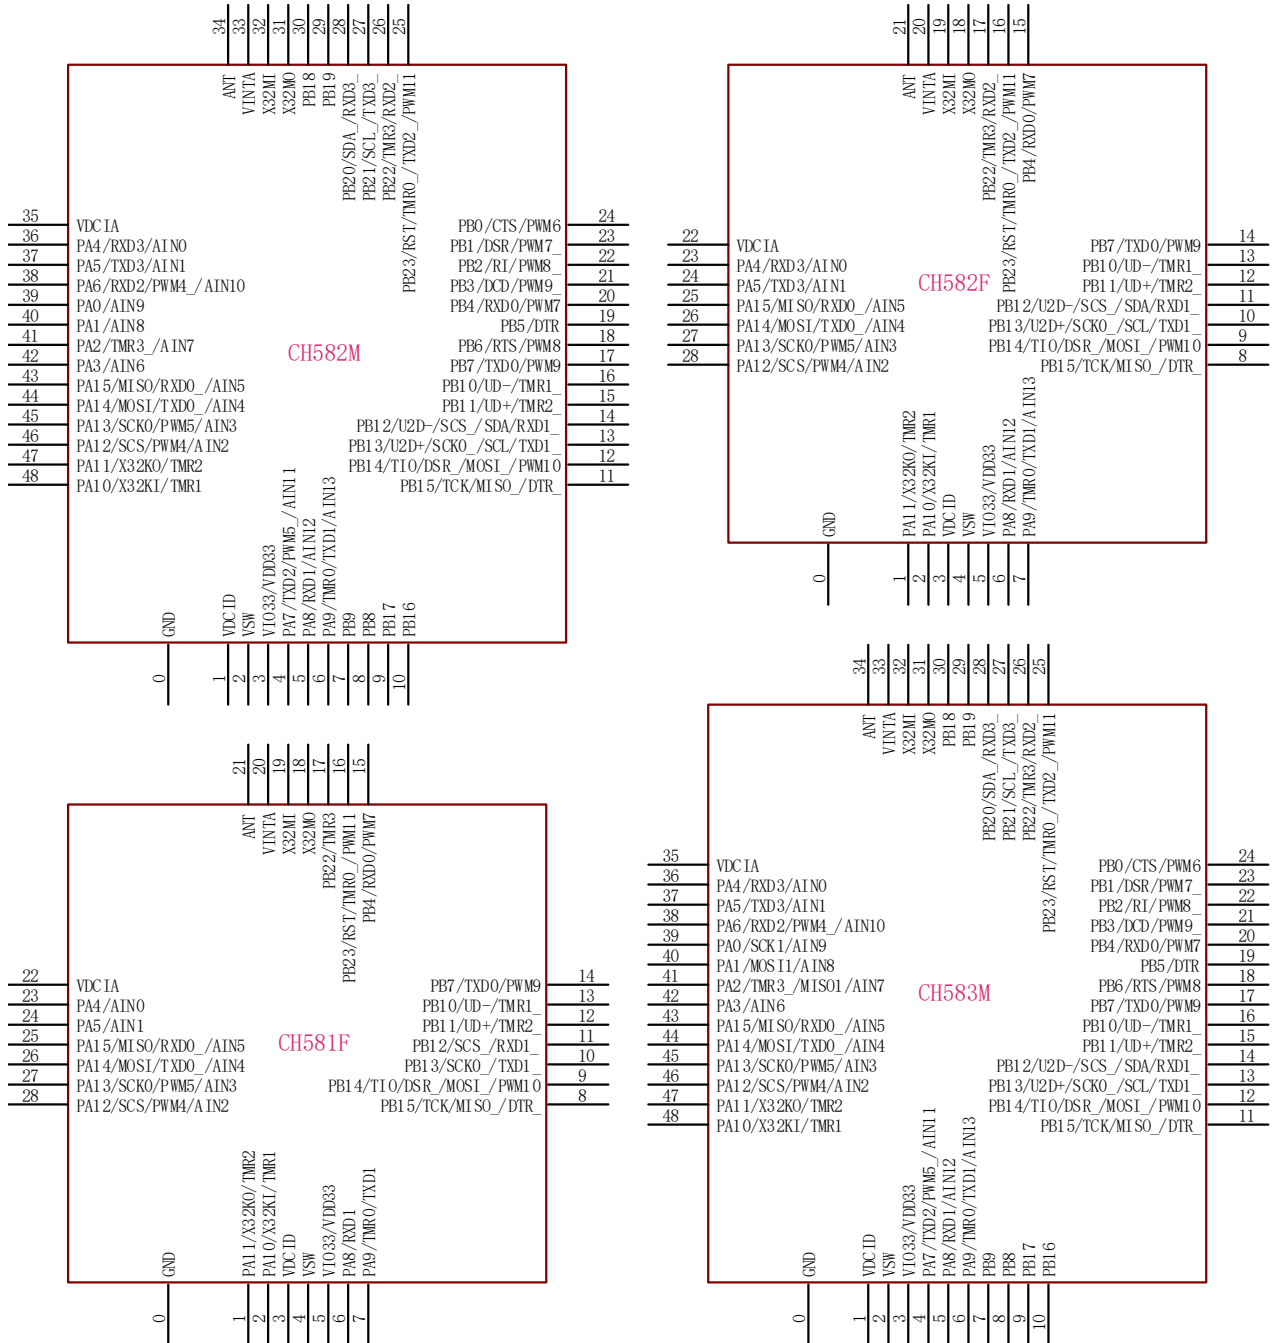 34 33 32 31 30 29 28 27 26 25
ANT
VINTA
X32MI
X32MO
PB18
PB19
PB20/SDA_/RXD3_
PB21/SCL_/TXD3_
PB22/TMR3/RXD2_
PB23/RST/TMR0_/TXD2_/PWM11
35 VDCIA
36 PA4/RXD3/AIN0
37 PA5/TXD3/AIN1
38 PA6/RXD2/PWM4_/AIN10
39 PA0/AIN9
40 PA1/AIN8
41 PA2/TMR3_/AIN7
42 PA3/AIN6
43 PA15/MISO/RXD0_/AIN5
44 PA14/MOSI/TXD0_/AIN4
45 PA13/SCK0/PWM5/AIN3
46 PA12/SCS/PWM4/AIN2
47 PA11/X32KO/TMR2
48 PA10/X32KI/TMR1
CH582M
PB0/CTS/PWM6 24
PB1/DSR/PWM7_ 23
PB2/RI/PWM8_ 22
PB3/DCD/PWM9_ 21
PB4/RXD0/PWM7 20
PB5/DTR 19
PB6/RTS/PWM8 18
PB7/TXD0/PWM9 17
PB10/UD-/TMR1_ 16
PB11/UD+/TMR2_ 15
PB12/U2D-/SCS_/SDA/RXD1_ 14
PB13/U2D+/SCK0_/SCL/TXD1_ 13
PB14/TIO/DSR_/MOSI_/PWM10 12
PB15/TCK/MISO_/DTR_ 11
GND
VDCID
VSW
VIO33/VDD33
PA7/TXD2/PWM5_/AIN11
PA8/RXD1/AIN12
PA9/TMR0/TXD1/AIN13
PB9
PB8
PB17
PB16
0 1 2 3 4 5 6 7 8 9 10
21 20 19 18 17 16 15
ANT
VINTA
X32MI
X32MO
PB22/TMR3/RXD2_
PB23/RST/TMR0_/TXD2_/PWM11
PB4/RXD0/PWM7
22 VDCIA
23 PA4/RXD3/AIN0
24 PA5/TXD3/AIN1
25 PA15/MISO/RXD0_/AIN5
26 PA14/MOSI/TXD0_/AIN4
27 PA13/SCK0/PWM5/AIN3
28 PA12/SCS/PWM4/AIN2
CH582F
PB7/TXD0/PWM9 14
PB10/UD-/TMR1_ 13
PB11/UD+/TMR2_ 12
PB12/U2D-/SCS_/SDA/RXD1_ 11
PB13/U2D+/SCK0_/SCL/TXD1_ 10
PB14/TIO/DSR_/MOSI_/PWM10 9
PB15/TCK/MISO_/DTR_ 8
GND
PA11/X32KO/TMR2
PA10/X32KI/TMR1
VDCID
VSW
VIO33/VDD33
PA8/RXD1/AIN12
PA9/TMR0/TXD1/AIN13
0 1 2 3 4 5 6 7
21 20 19 18 17 16 15
ANT
VINTA
X32MI
X32MO
PB22/TMR3
PB23/RST/TMR0_/PWM11
PB4/RXD0/PWM7
22 VDCIA
23 PA4/AIN0
24 PA5/AIN1
25 PA15/MISO/RXD0_/AIN5
26 PA14/MOSI/TXD0_/AIN4
27 PA13/SCK0/PWM5/AIN3
28 PA12/SCS/PWM4/AIN2
CH581F
PB7/TXD0/PWM9 14
PB10/UD-/TMR1_ 13
PB11/UD+/TMR2_ 12
PB12/SCS_/RXD1_ 11
PB13/SCK0_/TXD1_ 10
PB14/TIO/DSR_/MOSI_/PWM10 9
PB15/TCK/MISO_/DTR_ 8
GND
PA11/X32KO/TMR2
PA10/X32KI/TMR1
VDCID
VSW
VIO33/VDD33
PA8/RXD1
PA9/TMR0/TXD1
0 1 2 3 4 5 6 7
34 33 32 31 30 29 28 27 26 25
ANT
VINTA
X32MI
X32MO
PB18
PB19
PB20/SDA_/RXD3_
PB21/SCL_/TXD3_
PB22/TMR3/RXD2_
PB23/RST/TMR0_/TXD2_/PWM11
35 VDCIA
36 PA4/RXD3/AIN0
37 PA5/TXD3/AIN1
38 PA6/RXD2/PWM4_/AIN10
39 PA0/SCK1/AIN9
40 PA1/MOSI1/AIN8
41 PA2/TMR3_/MISO1/AIN7
42 PA3/AIN6
43 PA15/MISO/RXD0_/AIN5
44 PA14/MOSI/TXD0_/AIN4
45 PA13/SCK0/PWM5/AIN3
46 PA12/SCS/PWM4/AIN2
47 PA11/X32KO/TMR2
48 PA10/X32KI/TMR1
CH583M
PB0/CTS/PWM6 24
PB1/DSR/PWM7_ 23
PB2/RI/PWM8_ 22
PB3/DCD/PWM9_ 21
PB4/RXD0/PWM7 20
PB5/DTR 19
PB6/RTS/PWM8 18
PB7/TXD0/PWM9 17
PB10/UD-/TMR1_ 16
PB11/UD+/TMR2_ 15
PB12/U2D-/SCS_/SDA/RXD1_ 14
PB13/U2D+/SCK0_/SCL/TXD1_ 13
PB14/TIO/DSR_/MOSI_/PWM10 12
PB15/TCK/MISO_/DTR_ 11
GND
VDCID
VSW
VIO33/VDD33
PA7/TXD2/PWM5_/AIN11
PA8/RXD1/AIN12
PA9/TMR0/TXD1/AIN13
PB9
PB8
PB17
PB16
0 1 2 3 4 5 6 7 8 9 10